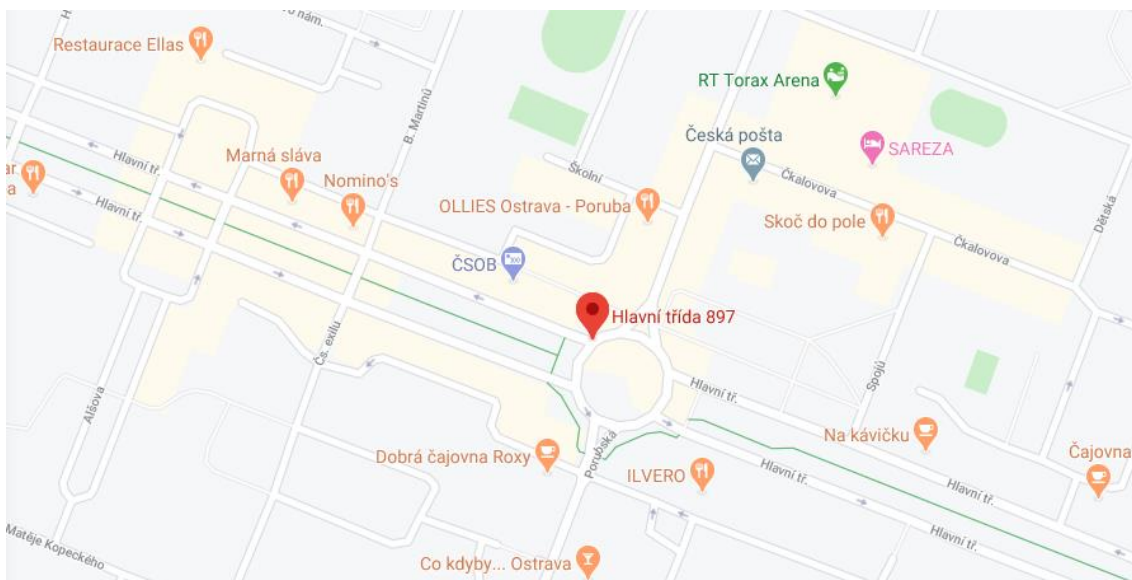 Restaurace Ellas
B. Martinů
RT Torax Arena
Česká pošta
SAREZA
Hlavní tř.
Marná sláva
Nomino's
Školní
Čkalovova
Dětská
OLLIES Ostrava - Poruba
Skoč do pole
Čkalovova
Hlavní tř.
ČSOB
Hlavní třída 897
Čs. exilu
Spojů
Alšova
Hlavní tř.
Na kávičku
Porubská
Dobrá čajovna Roxy
ILVERO
Hlavní tř.
Hlavní tř.
Čajovna
Matěje Kopeckého
Hlavní tř.
Co kdyby... Ostrava